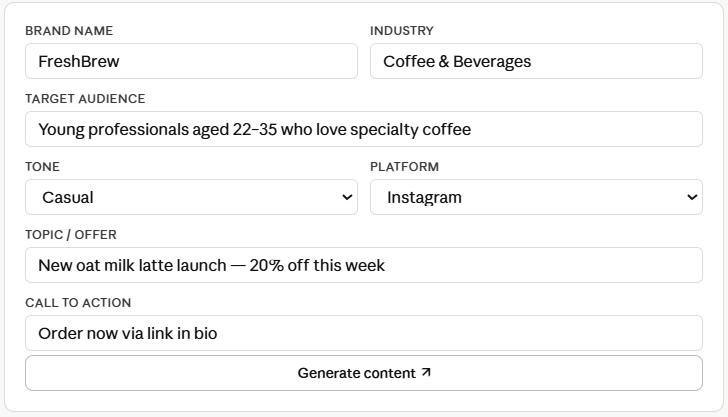 BRAND NAME INDUSTRY
FreshBrew Coffee & Beverages
TARGET AUDIENCE
Young professionals aged 22–35 who love specialty coffee
TONE PLATFORM
Casual Instagram
TOPIC / OFFER
New oat milk latte launch — 20% off this week
CALL TO ACTION
Order now via link in bio
Generate content ↗